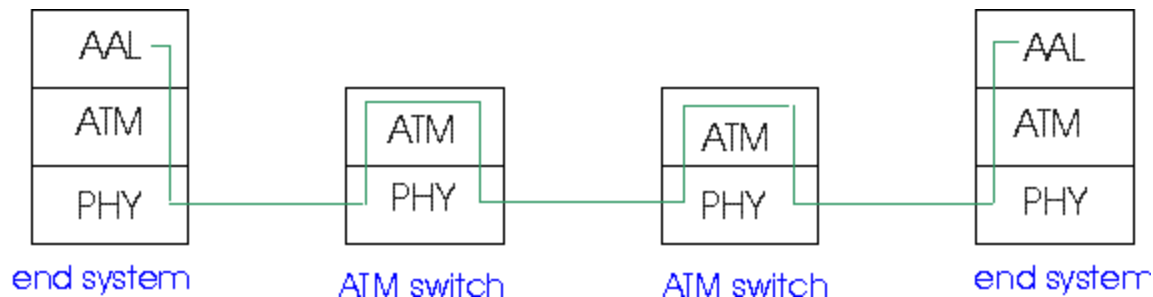 AAL
ATM
PHY
end system
ATM
PHY
ATM switch
ATM
PHY
ATM switch
AAL
ATM
PHY
end system